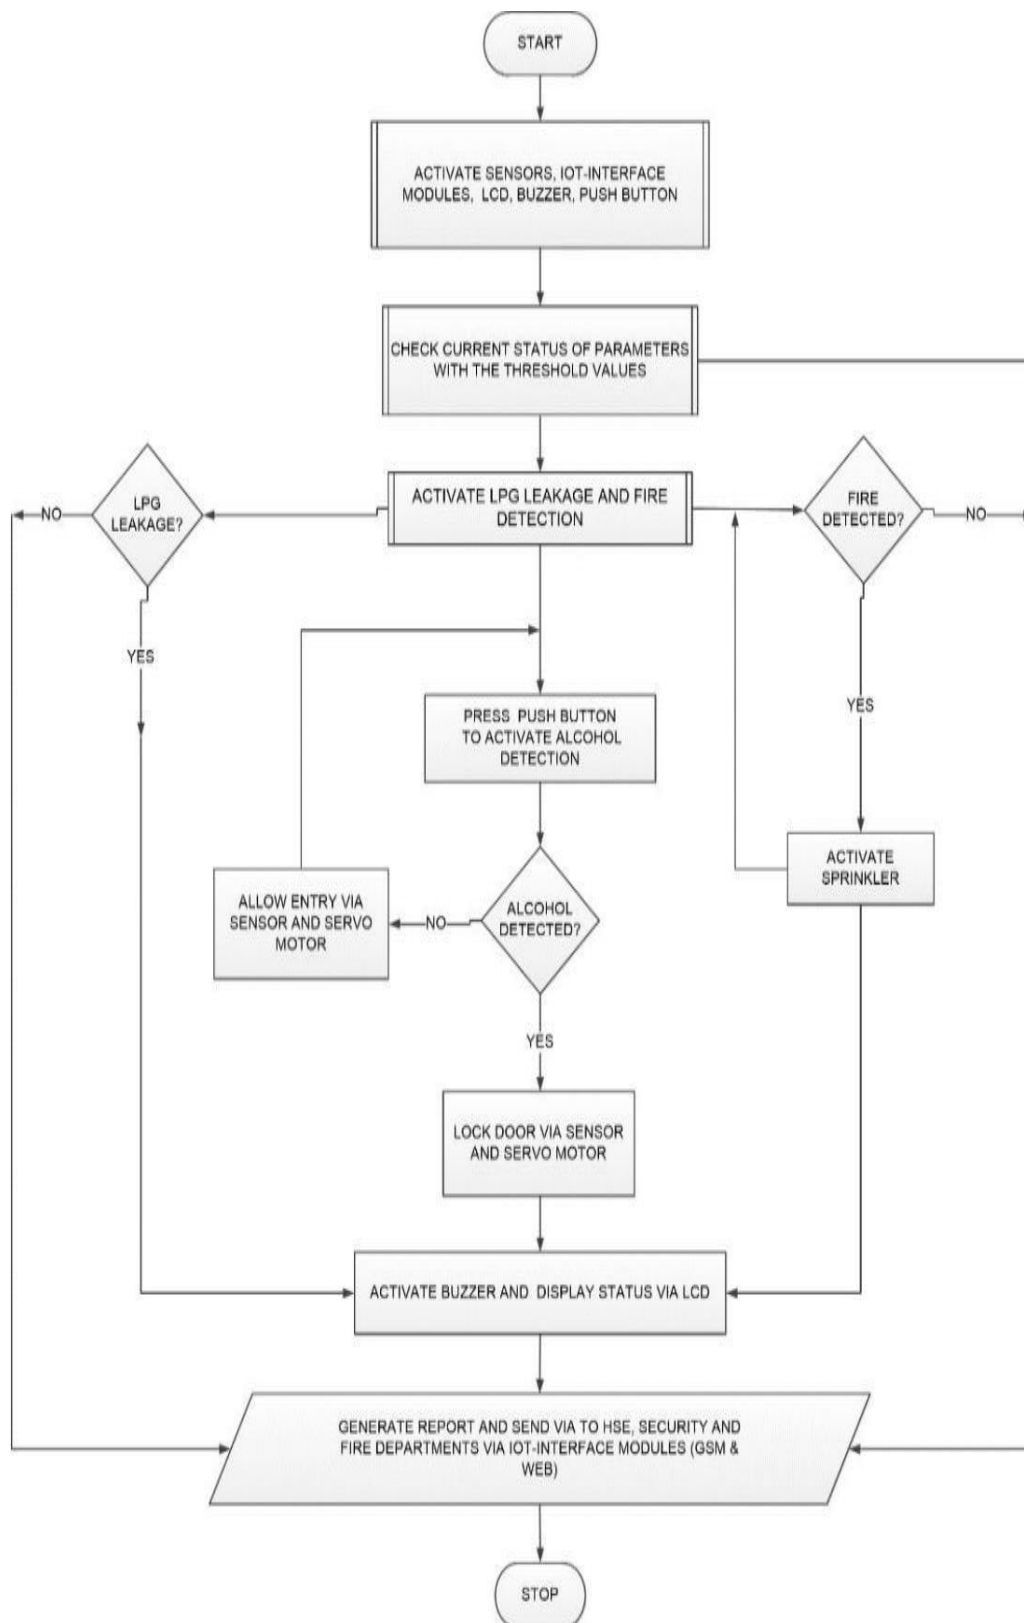 START
ACTIVATE SENSORS, IOT-INTERFACE
MODULES, LCD, BUZZER, PUSH BUTTON
CHECK CURRENT STATUS OF PARAMETERS
WITH THE THRESHOLD VALUES
LPG
LEAKAGE?
NO
ACTIVATE LPG LEAKAGE AND FIRE
DETECTION
FIRE
DETECTED?
NO
YES
PRESS PUSH BUTTON
TO ACTIVATE ALCOHOL
DETECTION
YES
ACTIVATE
SPRINKLER
ALLOW ENTRY VIA
SENSOR AND SERVO
MOTOR
NO
ALCOHOL
DETECTED?
YES
LOCK DOOR VIA SENSOR
AND SERVO MOTOR
ACTIVATE BUZZER AND DISPLAY STATUS VIA LCD
GENERATE REPORT AND SEND VIA TO HSE, SECURITY AND
FIRE DEPARTMENTS VIA IOT-INTERFACE MODULES (GSM &
WEB)
STOP